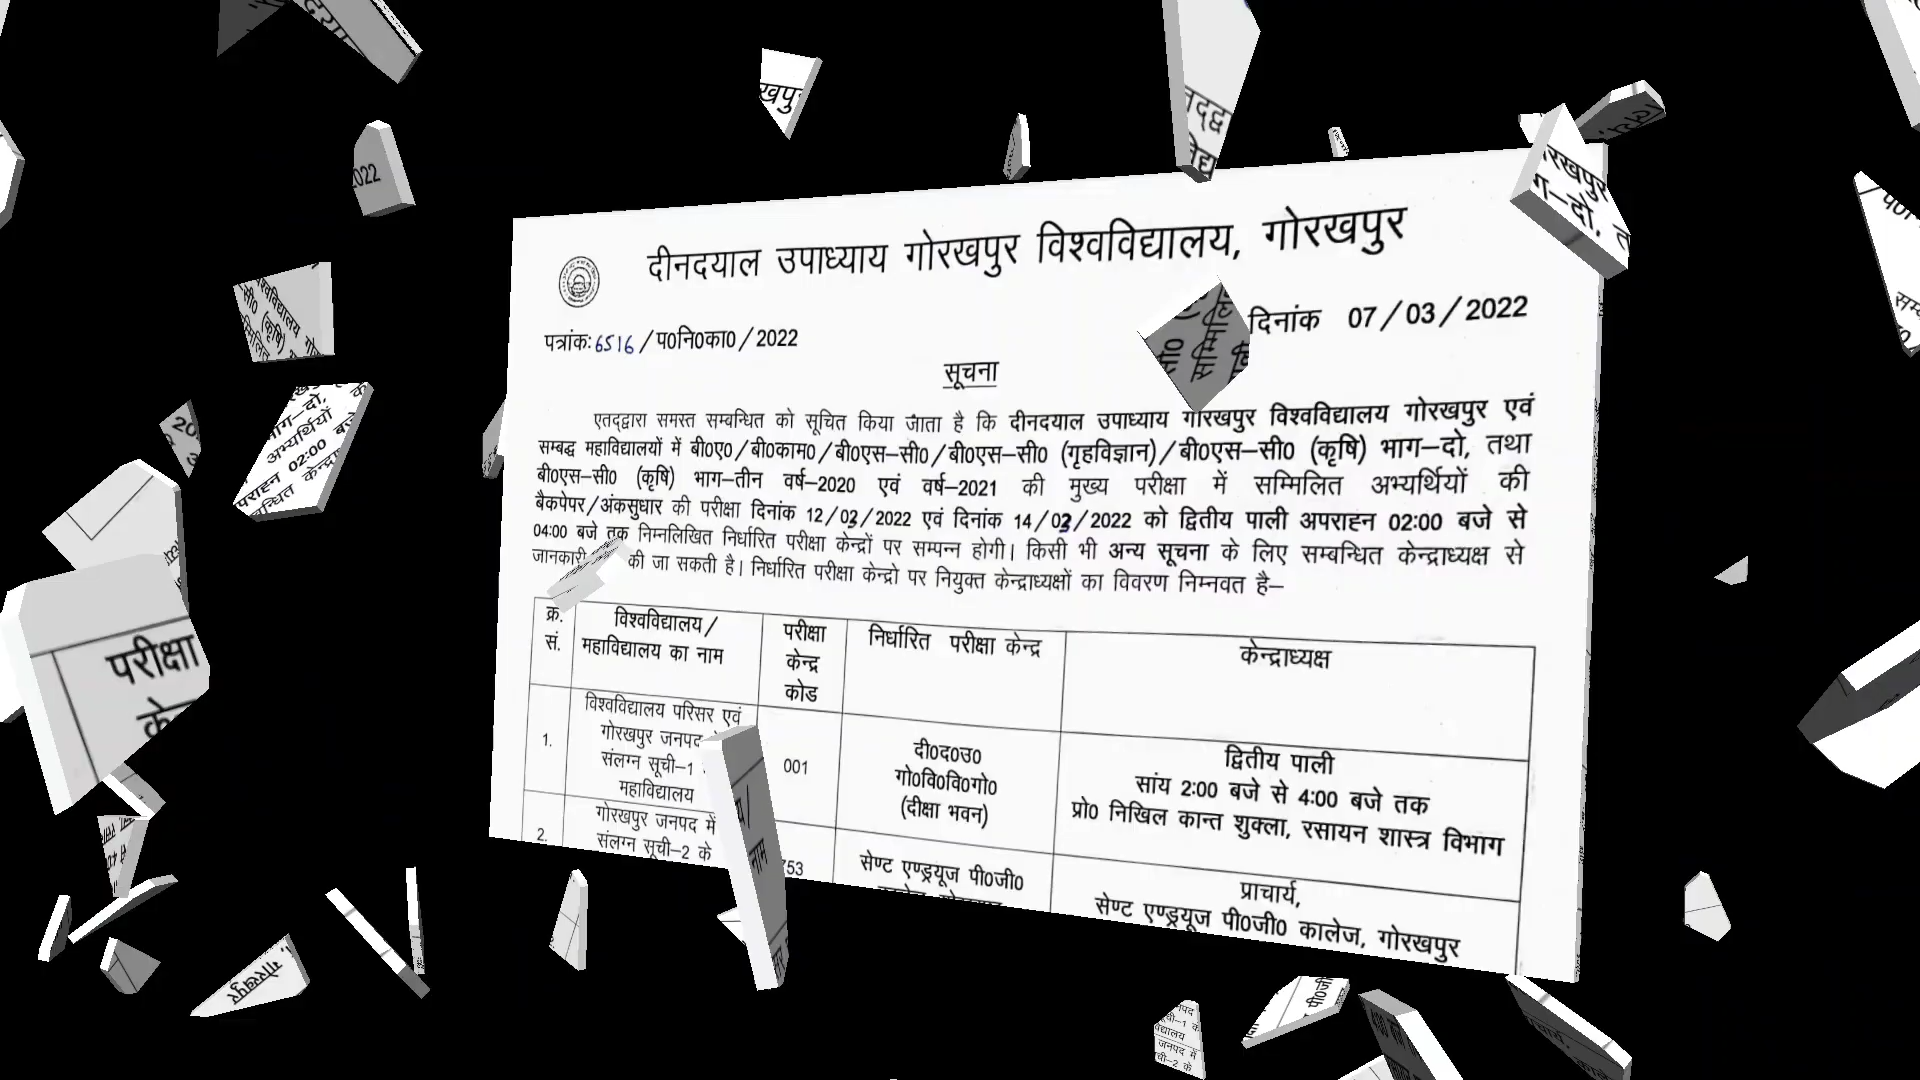 दीनदयाल उपाध्याय गोरखपुर विश्वविद्यालय, गोरखपुर
पत्रांकः6516/प0नि0का0/2022
दिनांक 07/03/2022
सूचना
एतद्द्वारा समस्त सम्बन्धित को सूचित किया जाता है कि दीनदयाल उपाध्याय गोरखपुर विश्वविद्यालय गोरखपुर एवं
सम्बद्ध महाविद्यालयों में बी0ए0/बी0काम0/बी0एस–सी0/बी0एस–सी0 (गृहविज्ञान)/बी0एस–सी0 (कृषि) भाग–दो, तथा
बी0एस–सी0 (कृषि) भाग–तीन वर्ष–2020 एवं वर्ष–2021 की मुख्य परीक्षा में सम्मिलित अभ्यर्थियों की
बैकपेपर/अंकसुधार की परीक्षा दिनांक 12/03/2022 एवं दिनांक 14/03/2022 को द्वितीय पाली अपराह्न 02:00 बजे से
04:00 बजे तक निम्नलिखित निर्धारित परीक्षा केन्द्रों पर सम्पन्न होगी। किसी भी अन्य सूचना के लिए सम्बन्धित केन्द्राध्यक्ष से
जानकारी की जा सकती है। निर्धारित परीक्षा केन्द्रो पर नियुक्त केन्द्राध्यक्षों का विवरण निम्नवत है–
क्र. सं.
विश्वविद्यालय/
महाविद्यालय का नाम
परीक्षा
केन्द्र
कोड
निर्धारित परीक्षा केन्द्र
केन्द्राध्यक्ष
1.
विश्वविद्यालय परिसर एवं
गोरखपुर जनपद
संलग्न सूची–1
महाविद्यालय
001
दी0द0उ0
गो0वि0वि0गो0
(दीक्षा भवन)
द्वितीय पाली
सांय 2:00 बजे से 4:00 बजे तक
प्रो0 निखिल कान्त शुक्ला, रसायन शास्त्र विभाग
2.
गोरखपुर जनपद में
संलग्न सूची–2 के
753
सेण्ट एण्ड्रयूज पी0जी0
प्राचार्य,
सेण्ट एण्ड्रयूज पी0जी0 कालेज, गोरखपुर